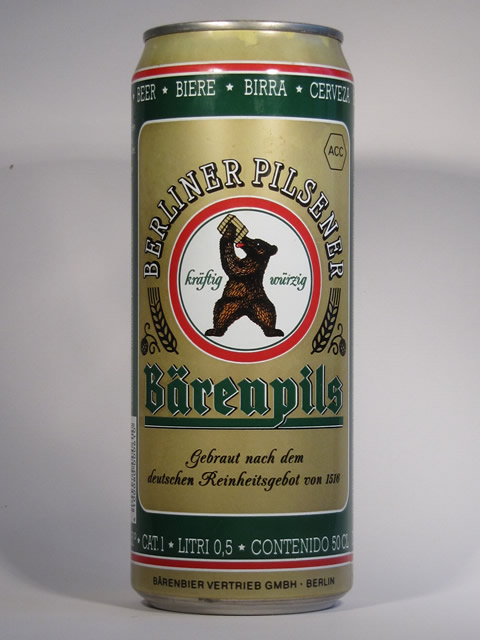 BEER ★ BIERE ★ BIRRA ★ CERVEZA
ACC
BERLINER PILSENER
kräftig würzig
Bärenpils
Gebraut nach dem
deutschen Reinheitsgebot von 1516
CAT.1 ★ LITRI 0,5 ★ CONTENIDO 50 CL
BÄRENBIER VERTRIEB GMBH · BERLIN